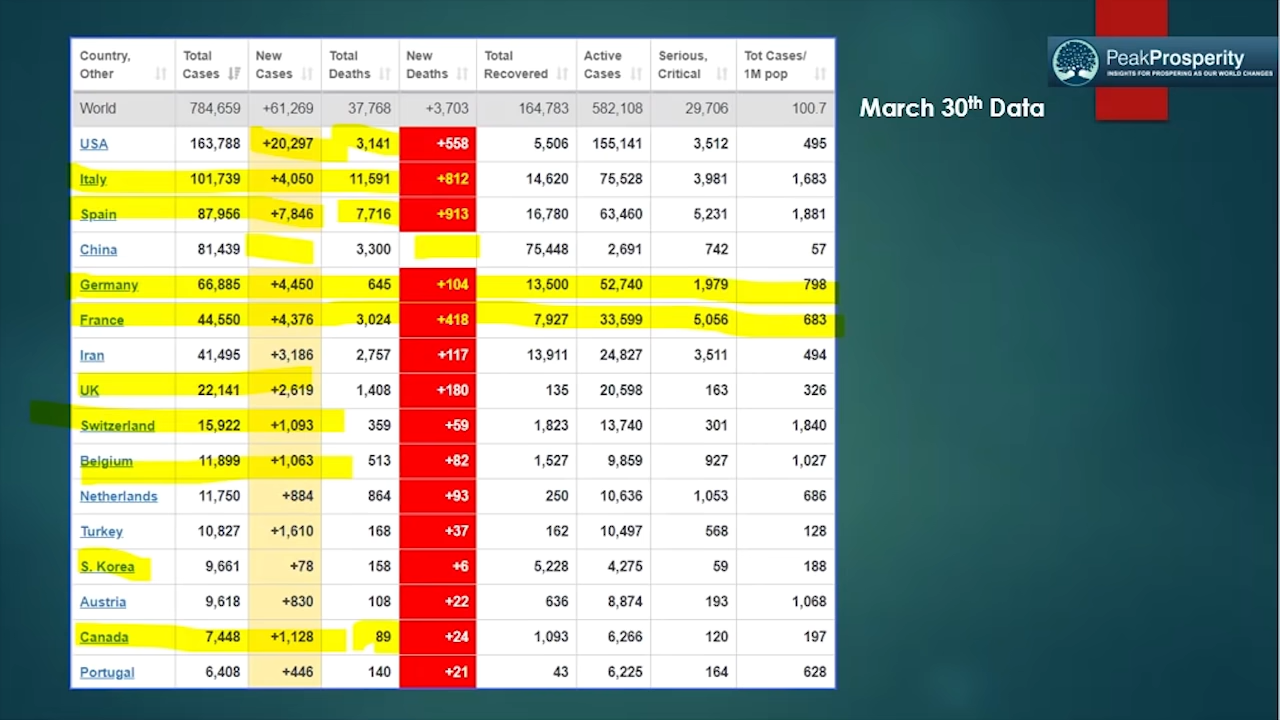 PeakProsperity
INSIGHTS FOR PROSPERING AS OUR WORLD CHANGES
March 30th Data
Country, Other Total Cases New Cases Total Deaths New Deaths Total Recovered Active Cases Serious, Critical Tot Cases/ 1M pop
World 784,659 +61,269 37,768 +3,703 164,783 582,108 29,706 100.7
USA 163,788 +20,297 3,141 +558 5,506 155,141 3,512 495
Italy 101,739 +4,050 11,591 +812 14,620 75,528 3,981 1,683
Spain 87,956 +7,846 7,716 +913 16,780 63,460 5,231 1,881
China 81,439 3,300 75,448 2,691 742 57
Germany 66,885 +4,450 645 +104 13,500 52,740 1,979 798
France 44,550 +4,376 3,024 +418 7,927 33,599 5,056 683
Iran 41,495 +3,186 2,757 +117 13,911 24,827 3,511 494
UK 22,141 +2,619 1,408 +180 135 20,598 163 326
Switzerland 15,922 +1,093 359 +59 1,823 13,740 301 1,840
Belgium 11,899 +1,063 513 +82 1,527 9,859 927 1,027
Netherlands 11,750 +884 864 +93 250 10,636 1,053 686
Turkey 10,827 +1,610 168 +37 162 10,497 568 128
S. Korea 9,661 +78 158 +6 5,228 4,275 59 188
Austria 9,618 +830 108 +22 636 8,874 193 1,068
Canada 7,448 +1,128 89 +24 1,093 6,266 120 197
Portugal 6,408 +446 140 +21 43 6,225 164 628